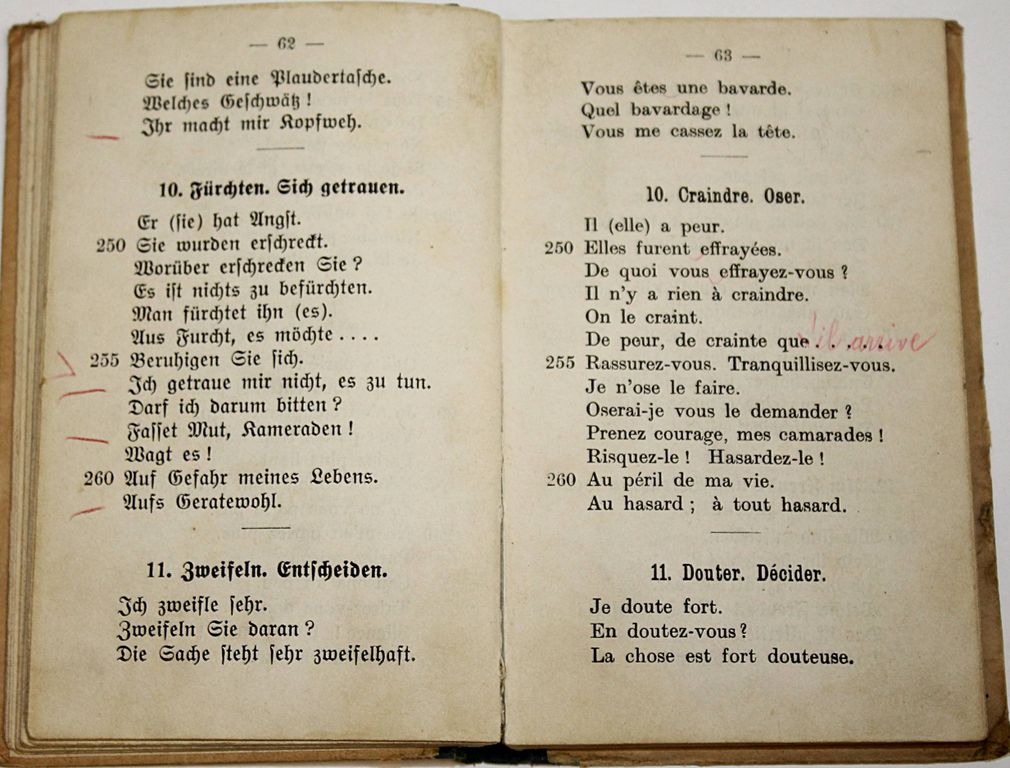 — 62 —
Sie sind eine Plaudertasche.
Welches Geschwätz !
Ihr macht mir Kopfweh.
10. Fürchten. Sich getrauen.
Er (sie) hat Angst.
250 Sie wurden erschreckt.
Worüber erschrecken Sie ?
Es ist nichts zu befürchten.
Man fürchtet ihn (es).
Aus Furcht, es möchte . . . .
255 Beruhigen Sie sich.
Ich getraue mir nicht, es zu tun.
Darf ich darum bitten ?
Fasset Mut, Kameraden !
Wagt es !
260 Auf Gefahr meines Lebens.
Aufs Geratewohl.
11. Zweifeln. Entscheiden.
Ich zweifle sehr.
Zweifeln Sie daran ?
Die Sache steht sehr zweifelhaft.
— 63 —
Vous êtes une bavarde.
Quel bavardage !
Vous me cassez la tête.
10. Craindre. Oser.
Il (elle) a peur.
250 Elles furent effrayées.
De quoi vous effrayez-vous ?
Il n'y a rien à craindre.
On le craint.
De peur, de crainte que . . . . . il arrive
255 Rassurez-vous. Tranquillisez-vous.
Je n'ose le faire.
Oserai-je vous le demander ?
Prenez courage, mes camarades !
Risquez-le ! Hasardez-le !
260 Au péril de ma vie.
Au hasard ; à tout hasard.
11. Douter. Décider.
Je doute fort.
En doutez-vous ?
La chose est fort douteuse.